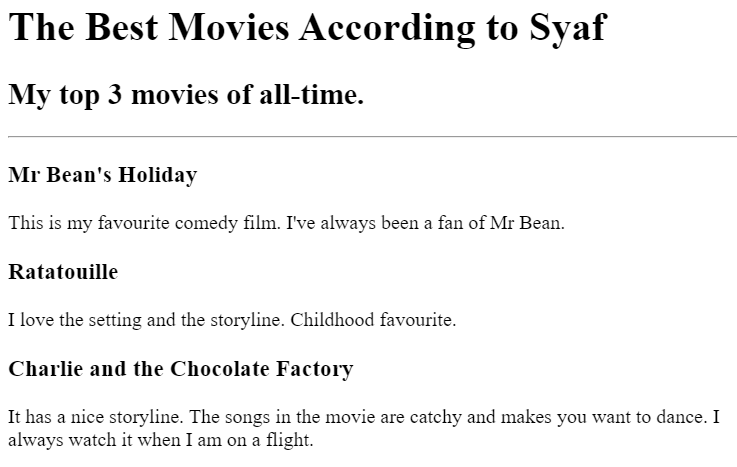 The Best Movies According to Syaf
My top 3 movies of all-time.
Mr Bean's Holiday
This is my favourite comedy film. I've always been a fan of Mr Bean.
Ratatouille
I love the setting and the storyline. Childhood favourite.
Charlie and the Chocolate Factory
It has a nice storyline. The songs in the movie are catchy and makes you want to dance. I
always watch it when I am on a flight.